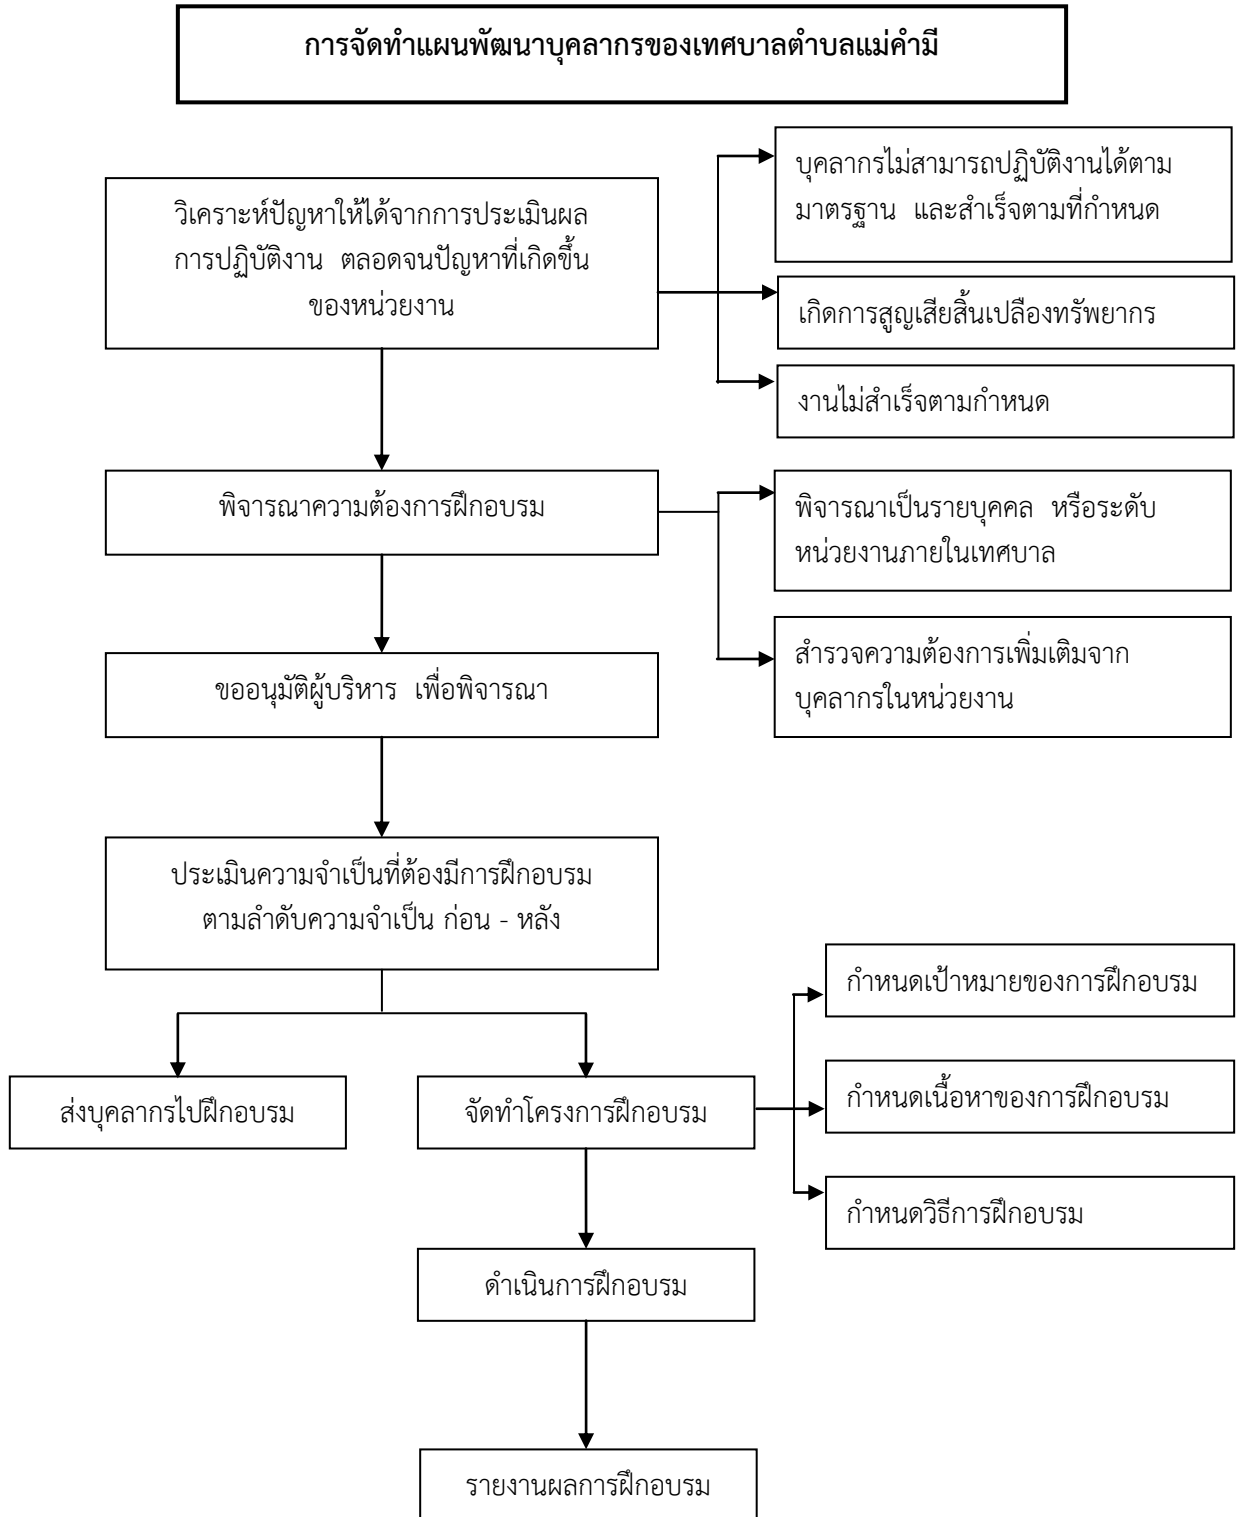 การจัดทำแผนพัฒนาบุคลากรของเทศบาลตำบลแม่คำมี
วิเคราะห์ปัญหาให้ได้จากการประเมินผล
การปฏิบัติงาน ตลอดจนปัญหาที่เกิดขึ้น
ของหน่วยงาน
บุคลากรไม่สามารถปฏิบัติงานได้ตาม
มาตรฐาน และสำเร็จตามที่กำหนด
เกิดการสูญเสียสิ้นเปลืองทรัพยากร
งานไม่สำเร็จตามกำหนด
พิจารณาความต้องการฝึกอบรม
พิจารณาเป็นรายบุคคล หรือระดับ
หน่วยงานภายในเทศบาล
สำรวจความต้องการเพิ่มเติมจาก
บุคลากรในหน่วยงาน
ขออนุมัติผู้บริหาร เพื่อพิจารณา
ประเมินความจำเป็นที่ต้องมีการฝึกอบรม
ตามลำดับความจำเป็น ก่อน - หลัง
ส่งบุคลากรไปฝึกอบรม
จัดทำโครงการฝึกอบรม
กำหนดเป้าหมายของการฝึกอบรม
กำหนดเนื้อหาของการฝึกอบรม
กำหนดวิธีการฝึกอบรม
ดำเนินการฝึกอบรม
รายงานผลการฝึกอบรม